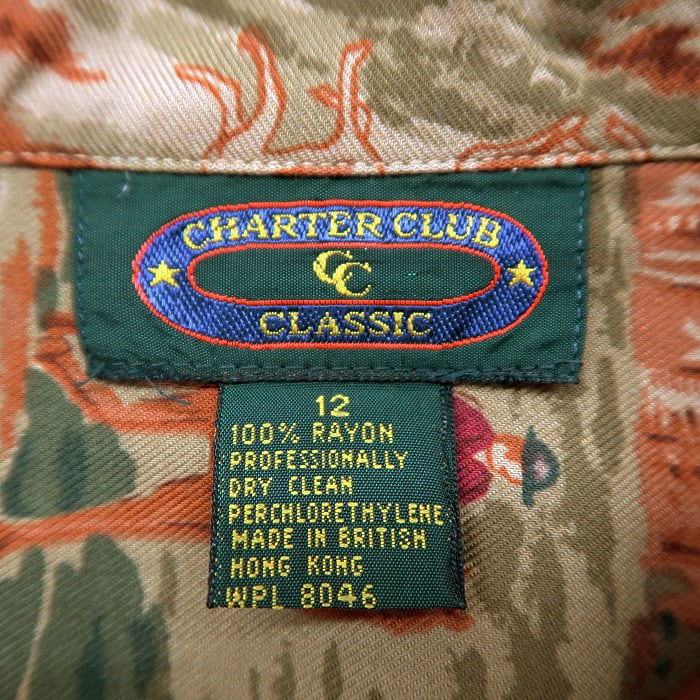 CHARTER CLUB
CC
CLASSIC
12
100% RAYON
PROFESSIONALLY
DRY CLEAN
PERCHLORETHYLENE
MADE IN BRITISH
HONG KONG
WPL 8046